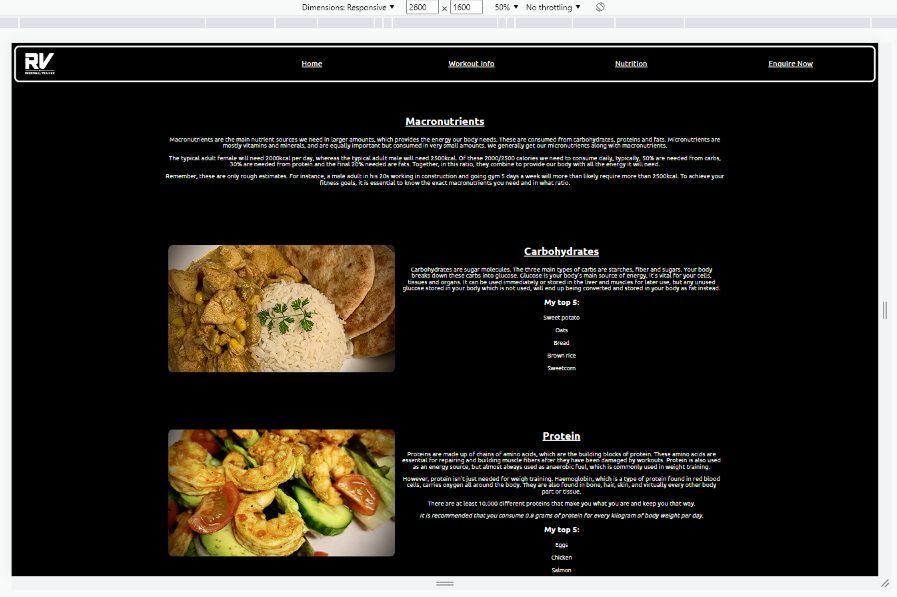 Dimensions: Responsive ▼ 2600 x 1600 50% ▼ No throttling ▼
RV
Home Workout Info Nutrition Enquire Now
Macronutrients
Macronutrients are the main nutrient sources we need in larger amounts, which provides the energy our body needs. These are consumed from carbohydrates, proteins and fats. Micronutrients are
mostly vitamins and minerals, and are equally important but consumed in very small amounts. We generally get our micronutrients along with macronutrients.
The typical adult female will need 2000kcal per day, whereas the typical adult male will need 2500kcal. Of these 2000/2500 calories we need to consume daily, typically, 50% are needed from carbs,
30% are needed from protein and the final 20% needed are fats. Together, in this ratio, they combine to provide our body with all the energy it will need.
Remember, these are only rough estimates. For instance, a male adult in his 20s working in construction and going gym 5 days a week will more than likely require more than 2500kcal. To achieve your
fitness goals, it is essential to know the exact macronutrients you need and in what ratio.
Carbohydrates
Carbohydrates are sugar molecules. The three main types of carbs are starches, fiber and sugars. Your body
breaks down these carbs into glucose. Glucose is your body's main source of energy, it's vital for your cells,
tissues and organs. It can be used immediately or stored in the liver and muscles for later use, but any unused
glucose stored in your body which is not used, will end up being converted and stored in your body as fat instead.
My top 5:
Sweet potato
Oats
Bread
Brown rice
Sweetcorn
Protein
Proteins are made up of chains of amino acids, which are the building blocks of protein. These amino acids are
essential for repairing and building muscle fibers after they have been damaged by workouts. Protein is also used
as an energy source, but almost always used as anaerobic fuel, which is commonly used in weight training.
However, protein isn't just needed for weigh training. Haemoglobin, which is a type of protein found in red blood
cells, carries oxygen all around the body. They are also found in bone, hair, skin, and virtually every other body
part or tissue.
There are at least 10,000 different proteins that make you what you are and keep you that way.
It is recommended that you consume 0.8 grams of protein for every kilogram of body weight per day.
My top 5:
Eggs
Chicken
Salmon